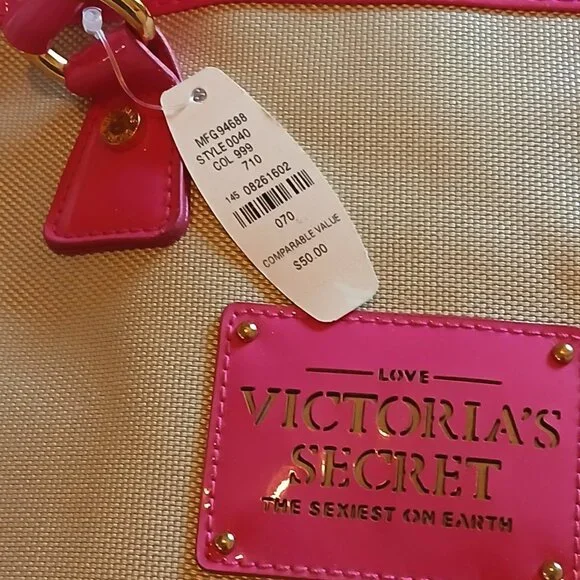 MFG 94688
STYLE 0040
COL 999
710
145 08261602
070
COMPARABLE VALUE
$50.00
LOVE
VICTORIA'S
SECRET
THE SEXIEST ON EARTH